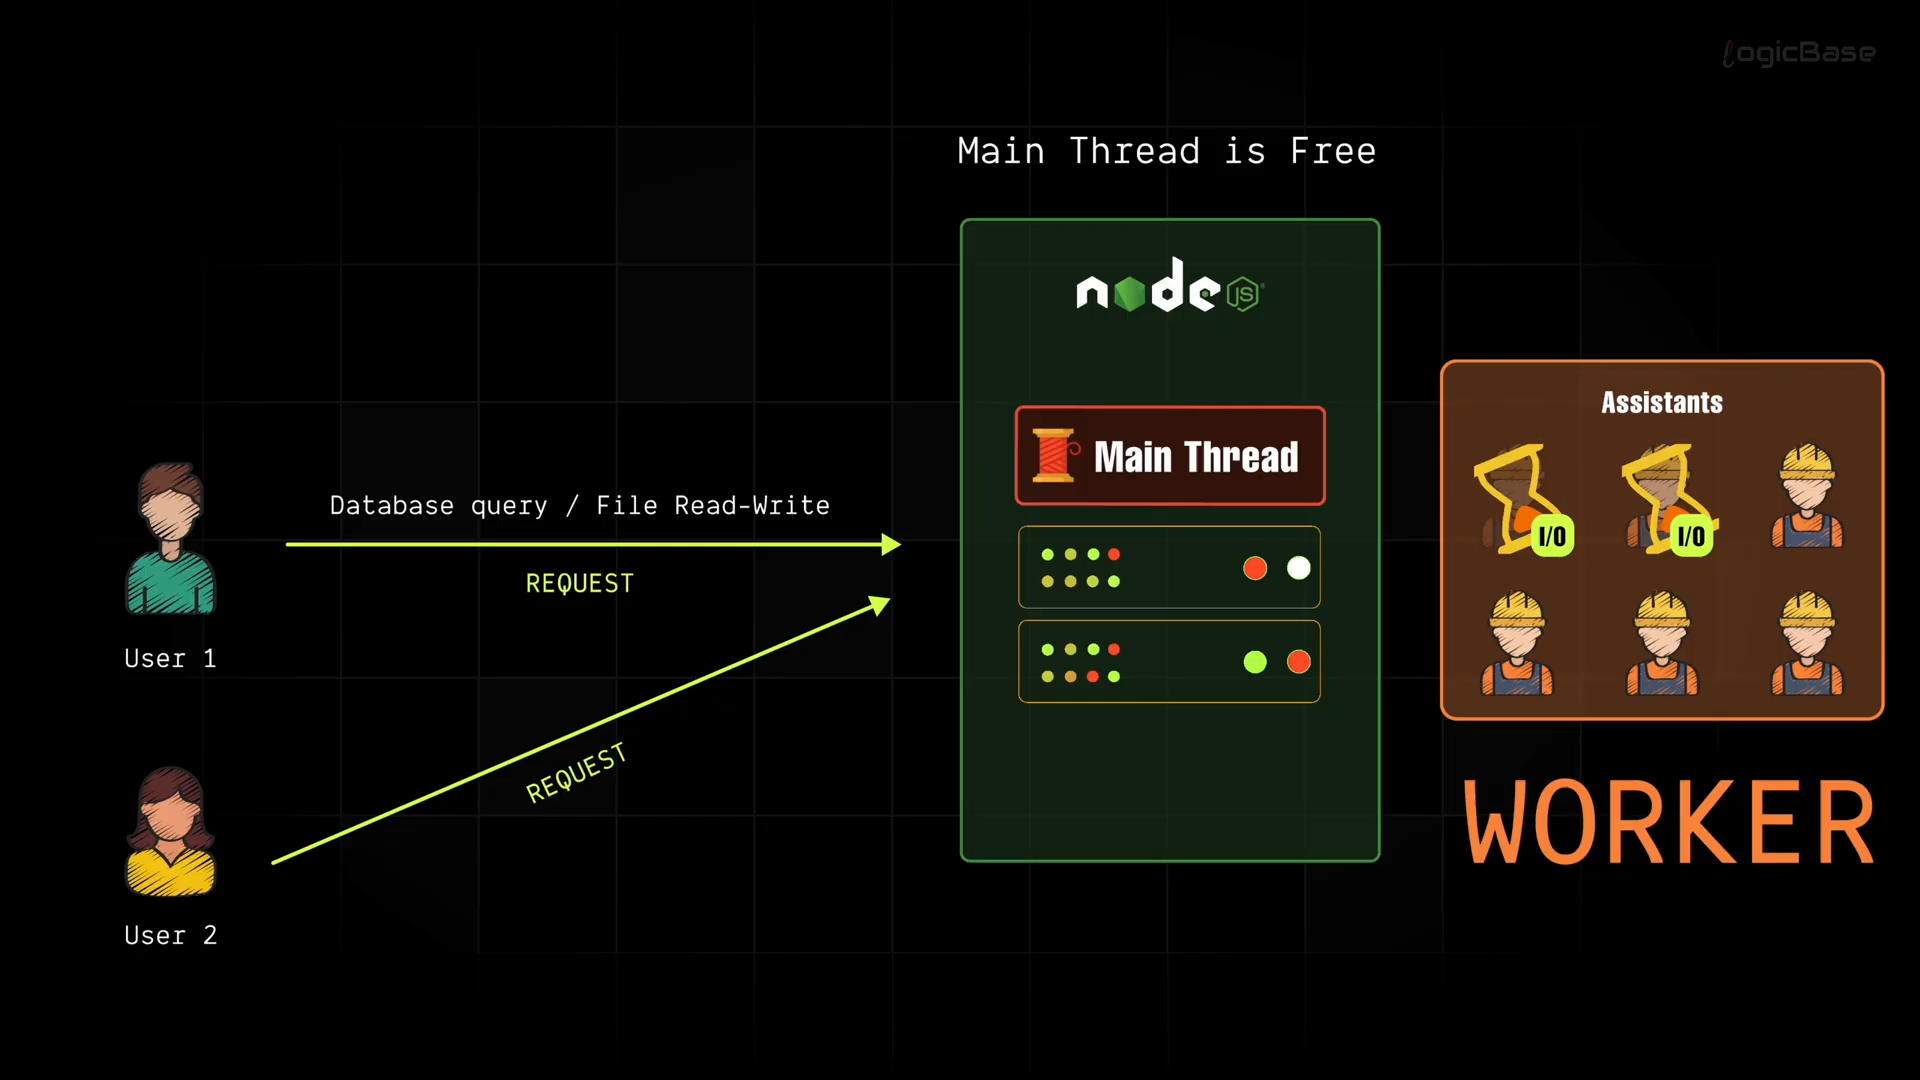 LogicBase
Main Thread is Free
node JS
Main Thread
Assistants
I/O
I/O
Database query / File Read-Write
REQUEST
User 1
REQUEST
WORKER
User 2